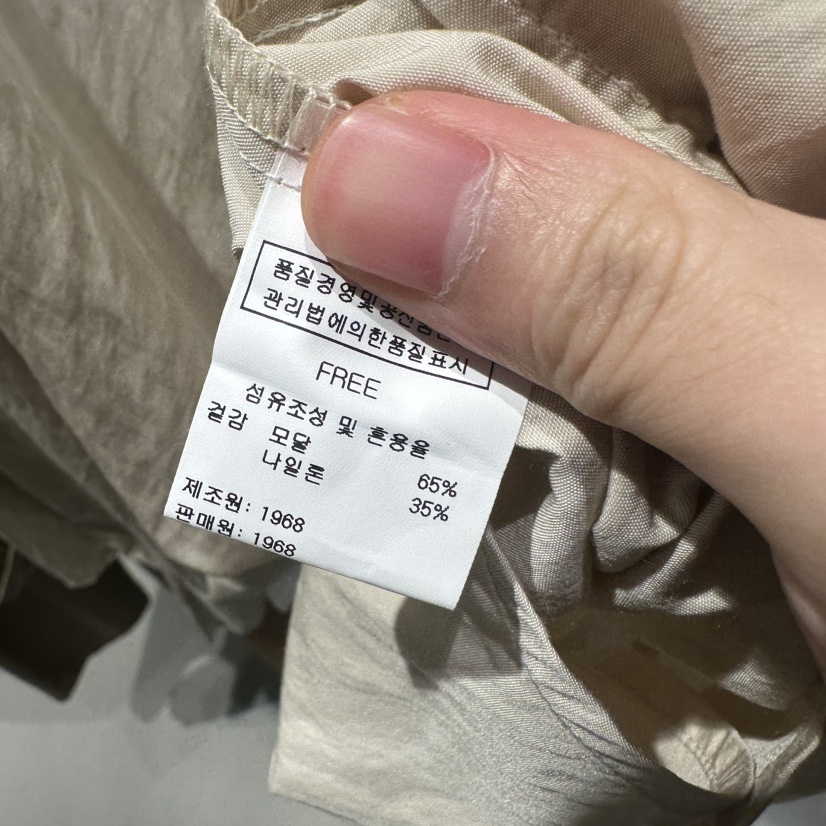 품질경영및공산품안
관리법에의한품질표시
FREE
섬유조성 및 혼용율
겉감 모달 65%
나일론 35%
제조원: 1968
판매원: 1968